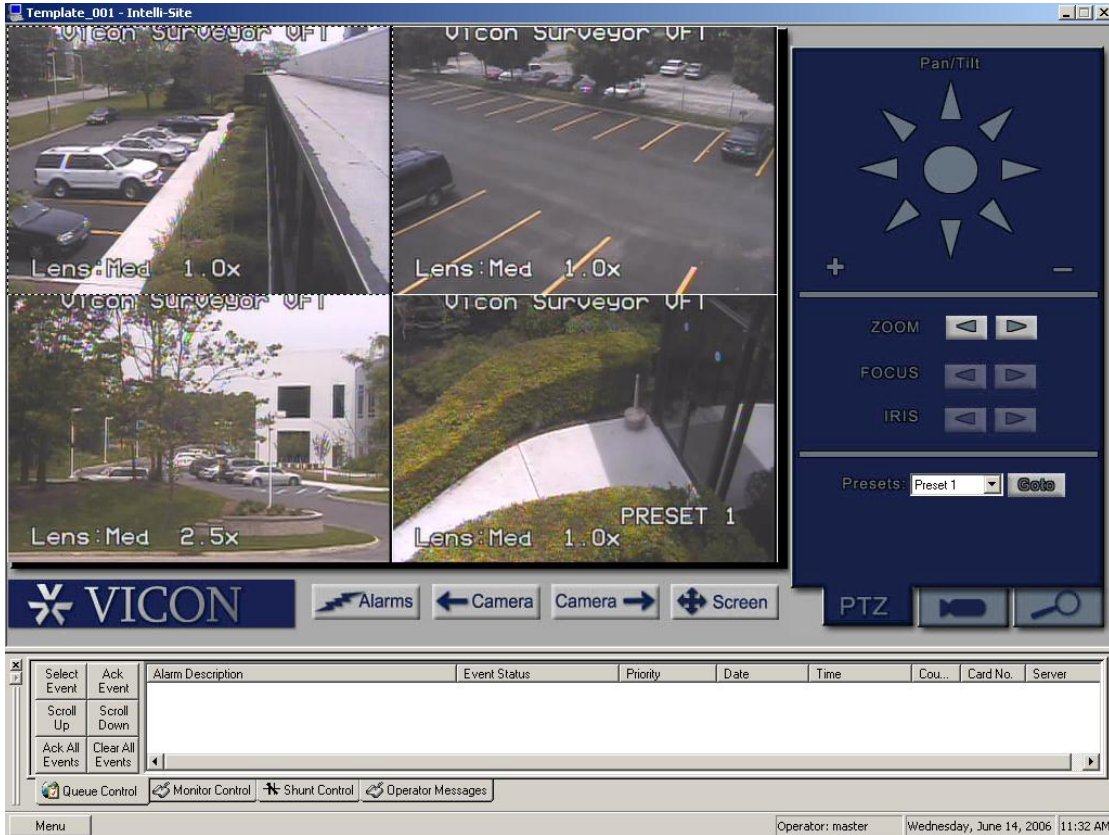 Template_001 - Intelli-Site
Vicon Surveyor VFT
Vicon Surveyor VFT
Pan/Tilt
Lens:Med 1.0x
Lens:Med 1.0x
+ −
Vicon Surveyor VFT
Vicon Surveyor VFT
ZOOM
FOCUS
IRIS
Presets: Preset 1 Goto
PRESET 1
Lens:Med 2.5x
Lens:Med 1.0x
VICON
Alarms
Camera
Camera
Screen
PTZ
Select Event
Ack Event
Alarm Description Event Status Priority Date Time Cou... Card No. Server
Scroll Up
Scroll Down
Ack All Events
Clear All Events
Queue Control Monitor Control Shunt Control Operator Messages
Menu
Operator: master Wednesday, June 14, 2006 11:32 AM